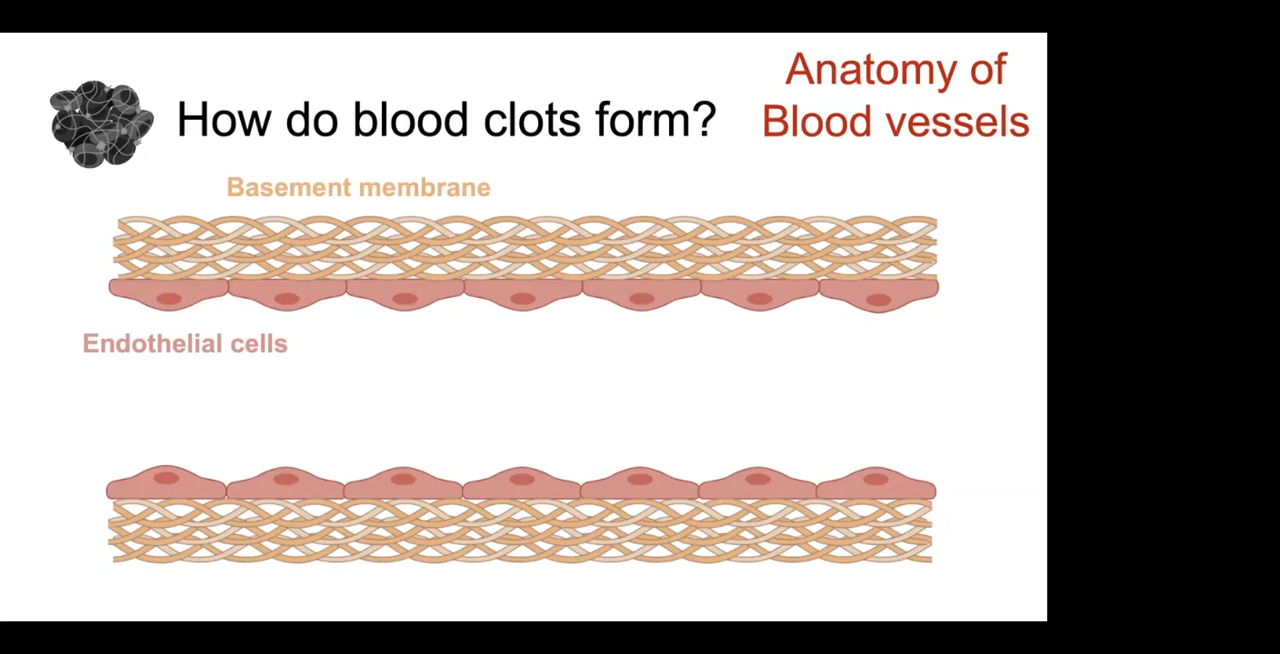 How do blood clots form?
Anatomy of
Blood vessels
Basement membrane
Endothelial cells